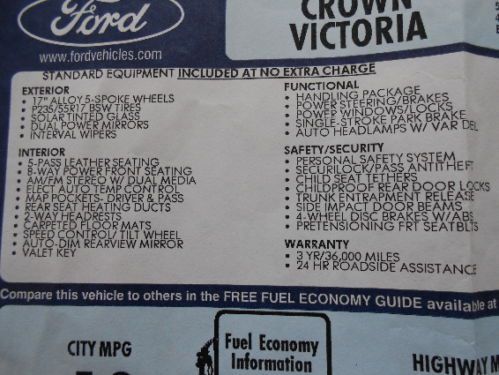 Ford
www.fordvehicles.com
CROWN
VICTORIA
STANDARD EQUIPMENT INCLUDED AT NO EXTRA CHARGE
EXTERIOR
• 17" ALLOY 5-SPOKE WHEELS
• P235/55R17 BSW TIRES
• SOLAR TINTED GLASS
• DUAL POWER MIRRORS
• INTERVAL WIPERS
INTERIOR
• 5-PASS LEATHER SEATING
• 8-WAY POWER FRONT SEATING
• AM/FM STEREO W/ DUAL MEDIA
• ELECT AUTO TEMP CONTROL
• MAP POCKETS- DRIVER & PASS
• REAR SEAT HEATING DUCTS
• 2-WAY HEADRESTS
• CARPETED FLOOR MATS
• SPEED CONTROL/ TILT WHEEL
• AUTO-DIM REARVIEW MIRROR
• VALET KEY
FUNCTIONAL
• HANDLING PACKAGE
• POWER STEERING/BRAKES
• POWER WINDOWS/LOCKS
• SINGLE-STROKE PARK BRAKE
• AUTO HEADLAMPS W/ VAR DEL
SAFETY/SECURITY
• PERSONAL SAFETY SYSTEM
• SECURILOCK/PASS ANTITHEFT
• CHILD SEAT TETHERS
• CHILDPROOF REAR DOOR LOCKS
• TRUNK ENTRAPMENT RELEASE
• SIDE IMPACT DOOR BEAMS
• 4-WHEEL DISC BRAKES W/ABS
• PRETENSIONING FRT SEATBLTS
WARRANTY
• 3 YR/36,000 MILES
• 24 HR ROADSIDE ASSISTANCE
Compare this vehicle to others in the FREE FUEL ECONOMY GUIDE available at
CITY MPG
Fuel Economy
Information
HIGHWAY M